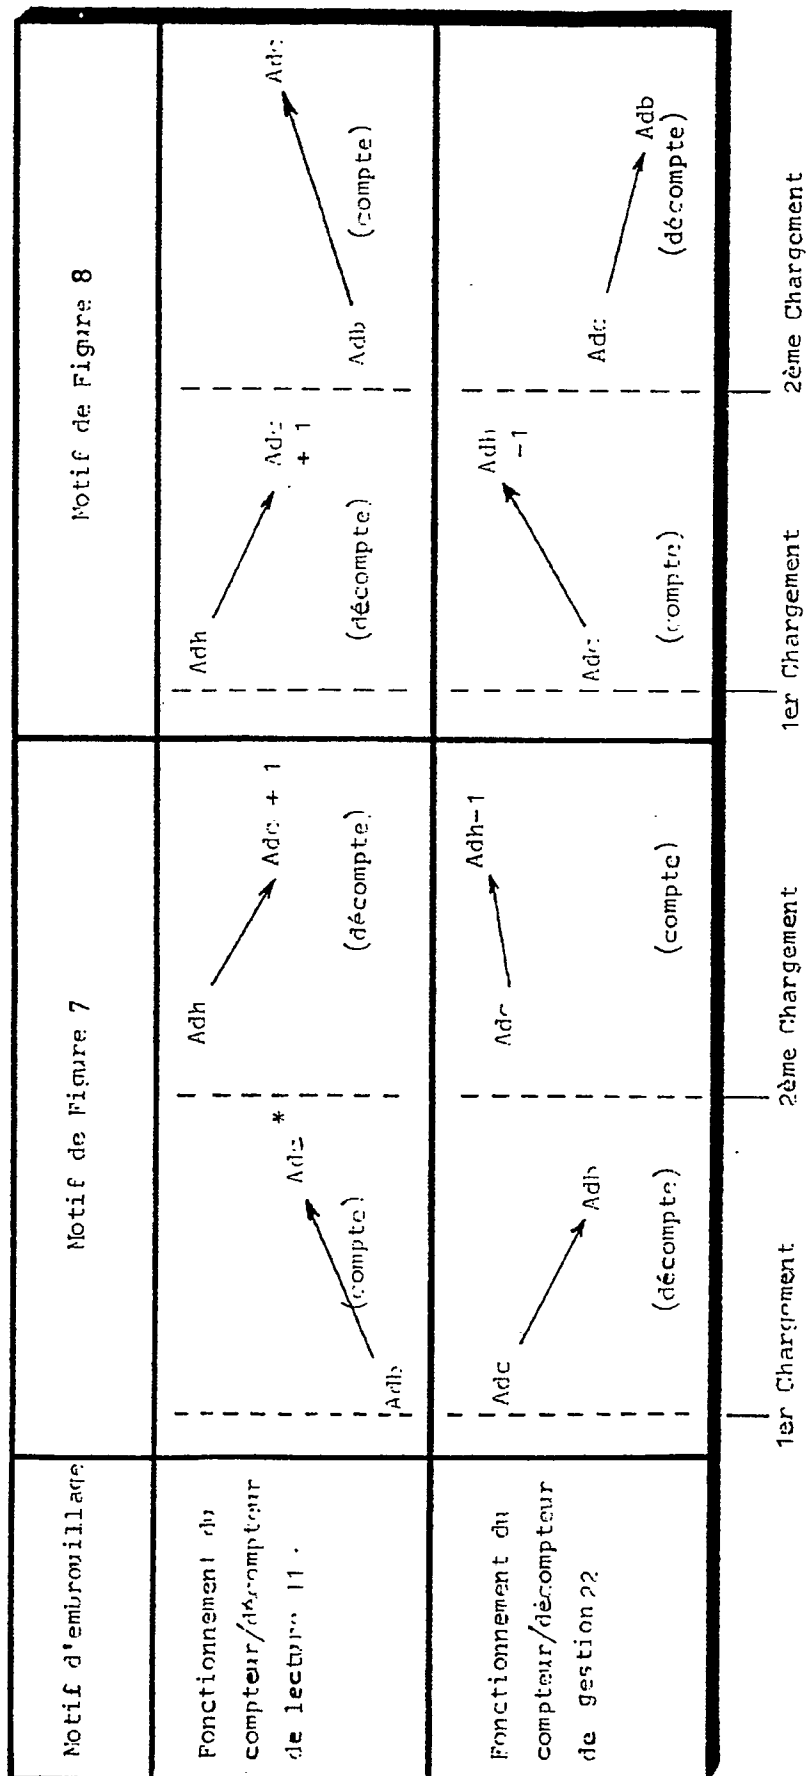 Motif d'embrouillage
Motif de Figure 7
Motif de Figure 8
Fonctionnement du
compteur/décompteur
de lecture 11.
Adb
(compte)
Adc *
Adh
(décompte)
Adc + 1
Adh
(décompte)
Adc
+ 1
Adb
(compte)
Adc
Fonctionnement du
compteur/décompteur
de gestion 22
Adc
(décompte)
Adb
Adc
(compte)
Adh-1
Adc
(compte)
Adh
-1
Adc
(décompte)
Adb
1er Chargement
2ème Chargement
1er Chargement
2ème Chargement